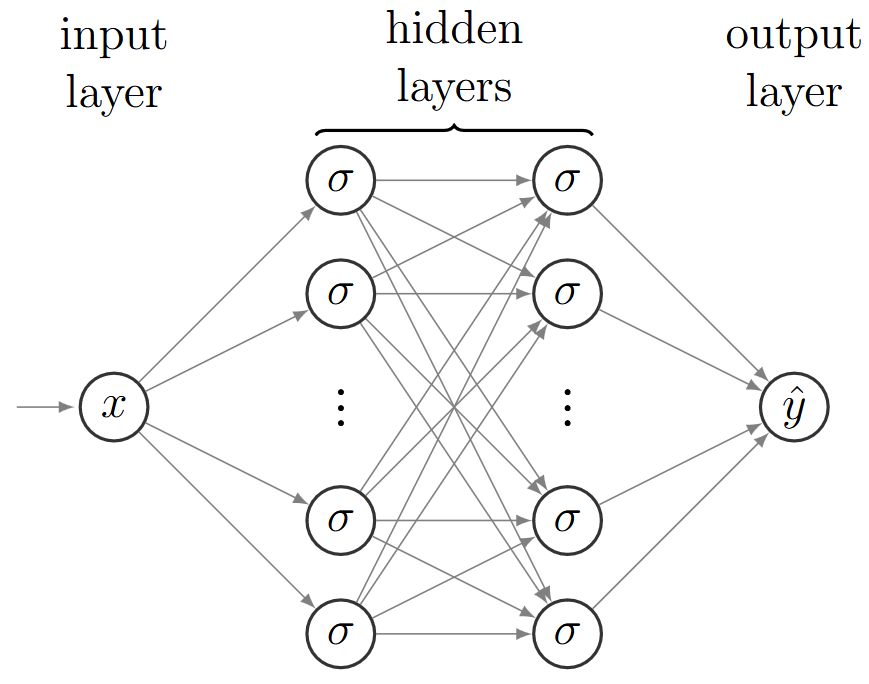 input
layer
hidden
layers
output
layer
σ σ
σ σ
x ⋮ ⋮ ŷ
σ σ
σ σ